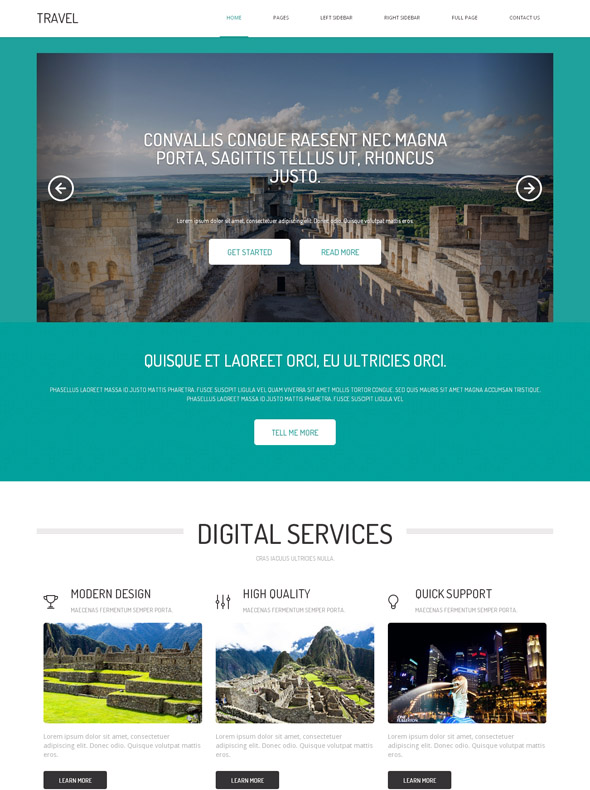 TRAVEL
HOME PAGES LEFT SIDEBAR RIGHT SIDEBAR FULL PAGE CONTACT US
CONVALLIS CONGUE RAESENT NEC MAGNA
PORTA, SAGITTIS TELLUS UT, RHONCUS
JUSTO.
Lorem ipsum dolor sit amet, consectetuer adipiscing elit. Donec odio. Quisque volutpat mattis eros
GET STARTED READ MORE
QUISQUE ET LAOREET ORCI, EU ULTRICIES ORCI.
PHASELLUS LAOREET MASSA ID JUSTO MATTIS PHARETRA. FUSCE SUSCIPIT LIGULA VEL QUAM VIVERRA SIT AMET MOLLIS TORTOR CONGUE. SED QUIS MAURIS SIT AMET MAGNA ACCUMSAN TRISTIQUE.
PHASELLUS LAOREET MASSA ID JUSTO MATTIS PHARETRA. FUSCE SUSCIPIT LIGULA VEL
TELL ME MORE
DIGITAL SERVICES
CRAS IACULIS ULTRICIES NULLA.
MODERN DESIGN
MAECENAS FERMENTUM SEMPER PORTA.
Lorem ipsum dolor sit amet, consectetuer
adipiscing elit. Donec odio. Quisque volutpat mattis
eros.
LEARN MORE
HIGH QUALITY
MAECENAS FERMENTUM SEMPER PORTA.
Lorem ipsum dolor sit amet, consectetuer
adipiscing elit. Donec odio. Quisque volutpat mattis
eros..
LEARN MORE
QUICK SUPPORT
MAECENAS FERMENTUM SEMPER PORTA.
Lorem ipsum dolor sit amet, consectetuer
adipiscing elit. Donec odio. Quisque volutpat mattis
eros..
LEARN MORE